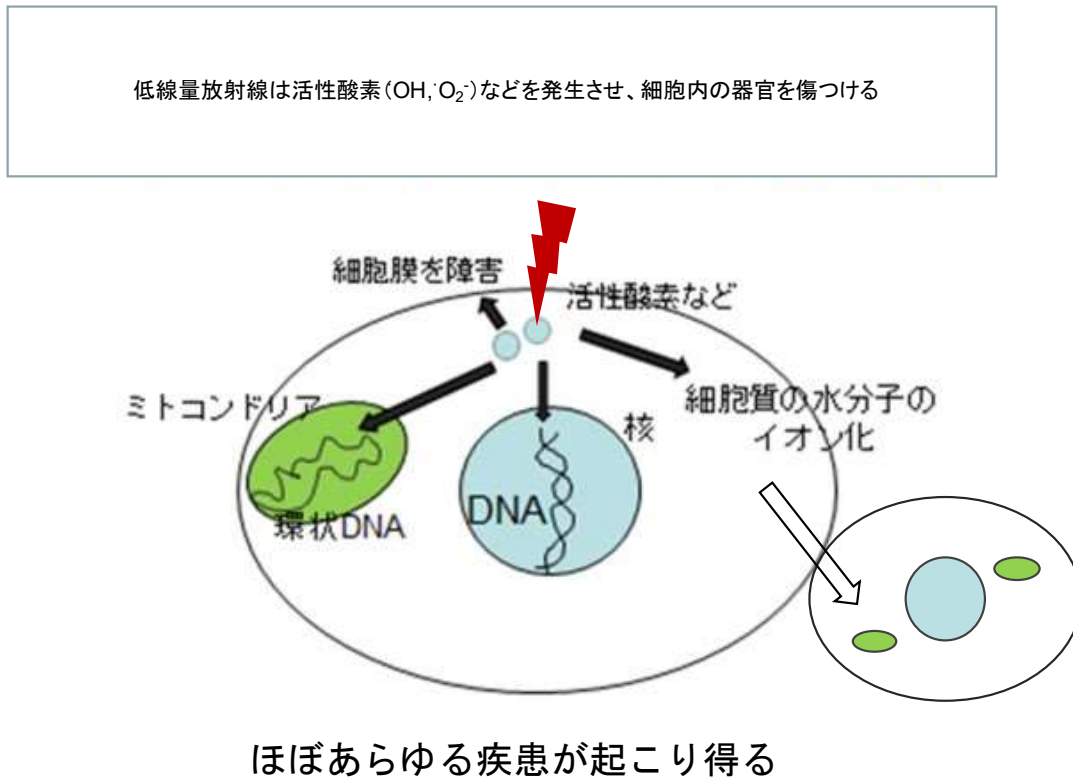 低線量放射線は活性酸素(OH,˙O₂⁻)などを発生させ、細胞内の器官を傷つける
細胞膜を障害
活性酸素など
ミトコンドリア
核
細胞質の水分子の
イオン化
DNA
環状DNA
ほぼあらゆる疾患が起こり得る